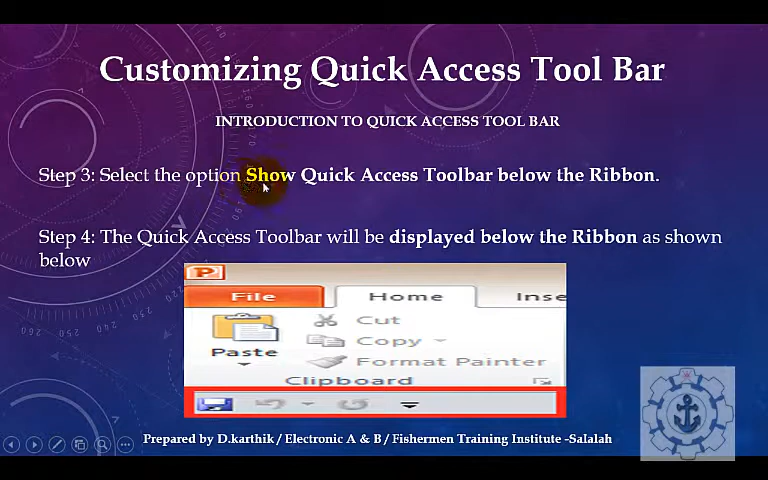 Customizing Quick Access Tool Bar
INTRODUCTION TO QUICK ACCESS TOOL BAR
Step 3: Select the option Show Quick Access Toolbar below the Ribbon.
Step 4: The Quick Access Toolbar will be displayed below the Ribbon as shown
below
P
File Home Inse
Cut
Copy
Paste
Format Painter
Clipboard
Prepared by D.karthik / Electronic A & B / Fishermen Training Institute -Salalah